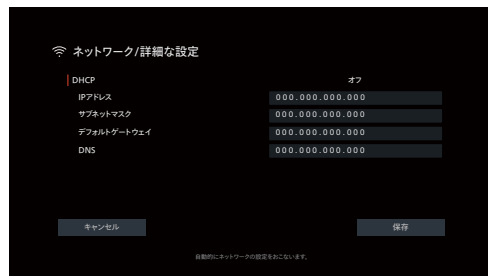 ネットワーク/詳細な設定
DHCP オフ
IPアドレス 000.000.000.000
サブネットマスク 000.000.000.000
デフォルトゲートウェイ 000.000.000.000
DNS 000.000.000.000
キャンセル 保存
自動的にネットワークの設定をおこないます。